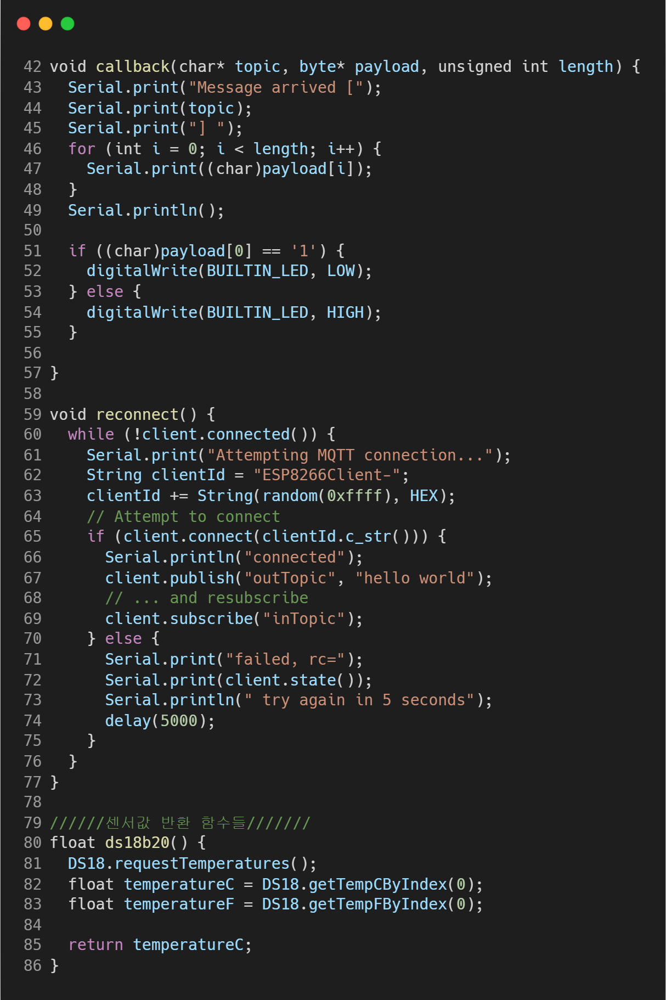 42 void callback(char* topic, byte* payload, unsigned int length) {
43   Serial.print("Message arrived [");
44   Serial.print(topic);
45   Serial.print("] ");
46   for (int i = 0; i < length; i++) {
47     Serial.print((char)payload[i]);
48   }
49   Serial.println();
50
51   if ((char)payload[0] == '1') {
52     digitalWrite(BUILTIN_LED, LOW);
53   } else {
54     digitalWrite(BUILTIN_LED, HIGH);
55   }
56
57 }
58
59 void reconnect() {
60   while (!client.connected()) {
61     Serial.print("Attempting MQTT connection...");
62     String clientId = "ESP8266Client-";
63     clientId += String(random(0xffff), HEX);
64     // Attempt to connect
65     if (client.connect(clientId.c_str())) {
66       Serial.println("connected");
67       client.publish("outTopic", "hello world");
68       // ... and resubscribe
69       client.subscribe("inTopic");
70     } else {
71       Serial.print("failed, rc=");
72       Serial.print(client.state());
73       Serial.println(" try again in 5 seconds");
74       delay(5000);
75     }
76   }
77 }
78
79 //////센서값 반환 함수들///////
80 float ds18b20() {
81   DS18.requestTemperatures();
82   float temperatureC = DS18.getTempCByIndex(0);
83   float temperatureF = DS18.getTempFByIndex(0);
84
85   return temperatureC;
86 }